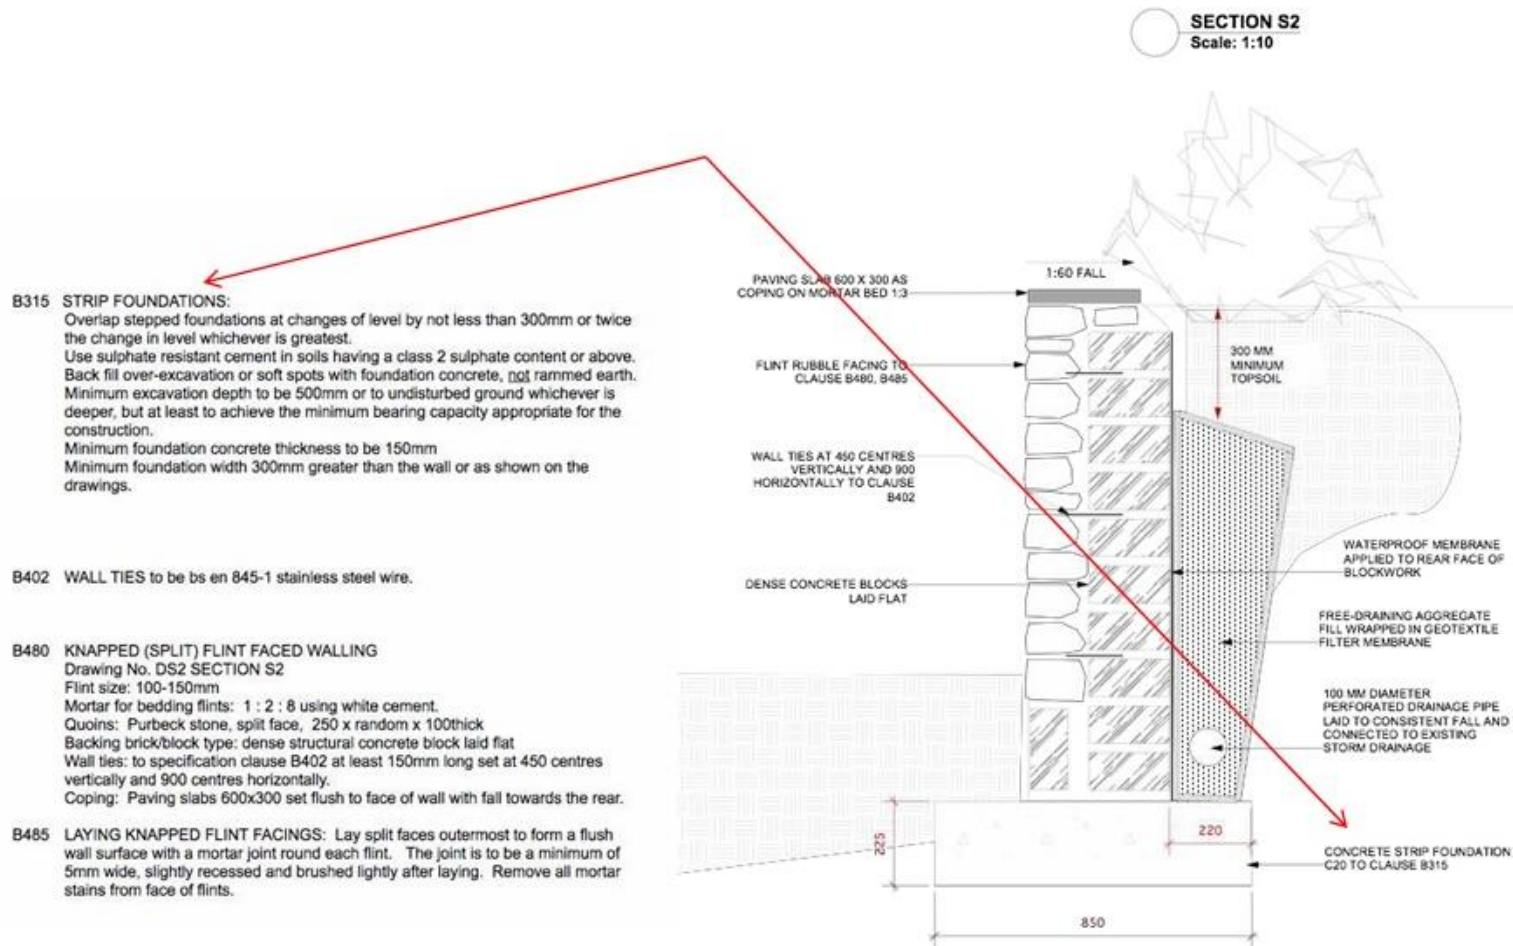 SECTION S2
Scale: 1:10
B315 STRIP FOUNDATIONS:
Overlap stepped foundations at changes of level by not less than 300mm or twice
the change in level whichever is greatest.
Use sulphate resistant cement in soils having a class 2 sulphate content or above.
Back fill over-excavation or soft spots with foundation concrete, not rammed earth.
Minimum excavation depth to be 500mm or to undisturbed ground whichever is
deeper, but at least to achieve the minimum bearing capacity appropriate for the
construction.
Minimum foundation concrete thickness to be 150mm
Minimum foundation width 300mm greater than the wall or as shown on the
drawings.
B402 WALL TIES to be bs en 845-1 stainless steel wire.
B480 KNAPPED (SPLIT) FLINT FACED WALLING
Drawing No. DS2 SECTION S2
Flint size: 100-150mm
Mortar for bedding flints: 1 : 2 : 8 using white cement.
Quoins: Purbeck stone, split face, 250 x random x 100thick
Backing brick/block type: dense structural concrete block laid flat
Wall ties: to specification clause B402 at least 150mm long set at 450 centres
vertically and 900 centres horizontally.
Coping: Paving slabs 600x300 set flush to face of wall with fall towards the rear.
B485 LAYING KNAPPED FLINT FACINGS: Lay split faces outermost to form a flush
wall surface with a mortar joint round each flint. The joint is to be a minimum of
5mm wide, slightly recessed and brushed lightly after laying. Remove all mortar
stains from face of flints.
PAVING SLAB 600 X 300 AS
COPING ON MORTAR BED 1:3
1:60 FALL
FLINT RUBBLE FACING TO
CLAUSE B480, B485
300 MM
MINIMUM
TOPSOIL
WALL TIES AT 450 CENTRES
VERTICALLY AND 900
HORIZONTALLY TO CLAUSE
B402
DENSE CONCRETE BLOCKS
LAID FLAT
WATERPROOF MEMBRANE
APPLIED TO REAR FACE OF
BLOCKWORK
FREE-DRAINING AGGREGATE
FILL WRAPPED IN GEOTEXTILE
FILTER MEMBRANE
100 MM DIAMETER
PERFORATED DRAINAGE PIPE
LAID TO CONSISTENT FALL AND
CONNECTED TO EXISTING
STORM DRAINAGE
CONCRETE STRIP FOUNDATION
C20 TO CLAUSE B315
225
220
850